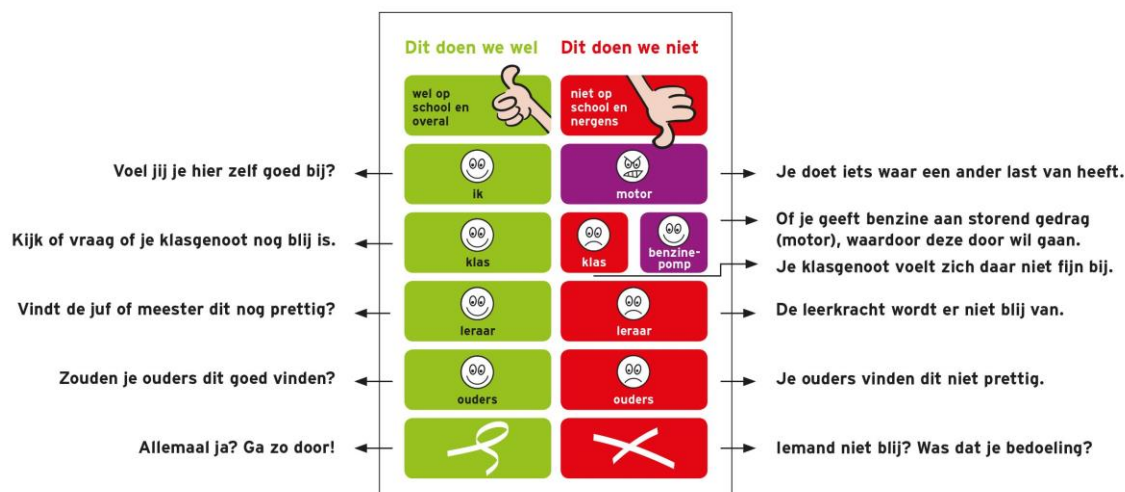 Dit doen we wel
Dit doen we niet
wel op
school en
overal
niet op
school en
nergens
Voel jij je hier zelf goed bij?
ik
motor
Je doet iets waar een ander last van heeft.
Kijk of vraag of je klasgenoot nog blij is.
klas
klas
benzine-
pomp
Of je geeft benzine aan storend gedrag
(motor), waardoor deze door wil gaan.
Je klasgenoot voelt zich daar niet fijn bij.
Vindt de juf of meester dit nog prettig?
leraar
leraar
De leerkracht wordt er niet blij van.
Zouden je ouders dit goed vinden?
ouders
ouders
Je ouders vinden dit niet prettig.
Allemaal ja? Ga zo door!
Iemand niet blij? Was dat je bedoeling?